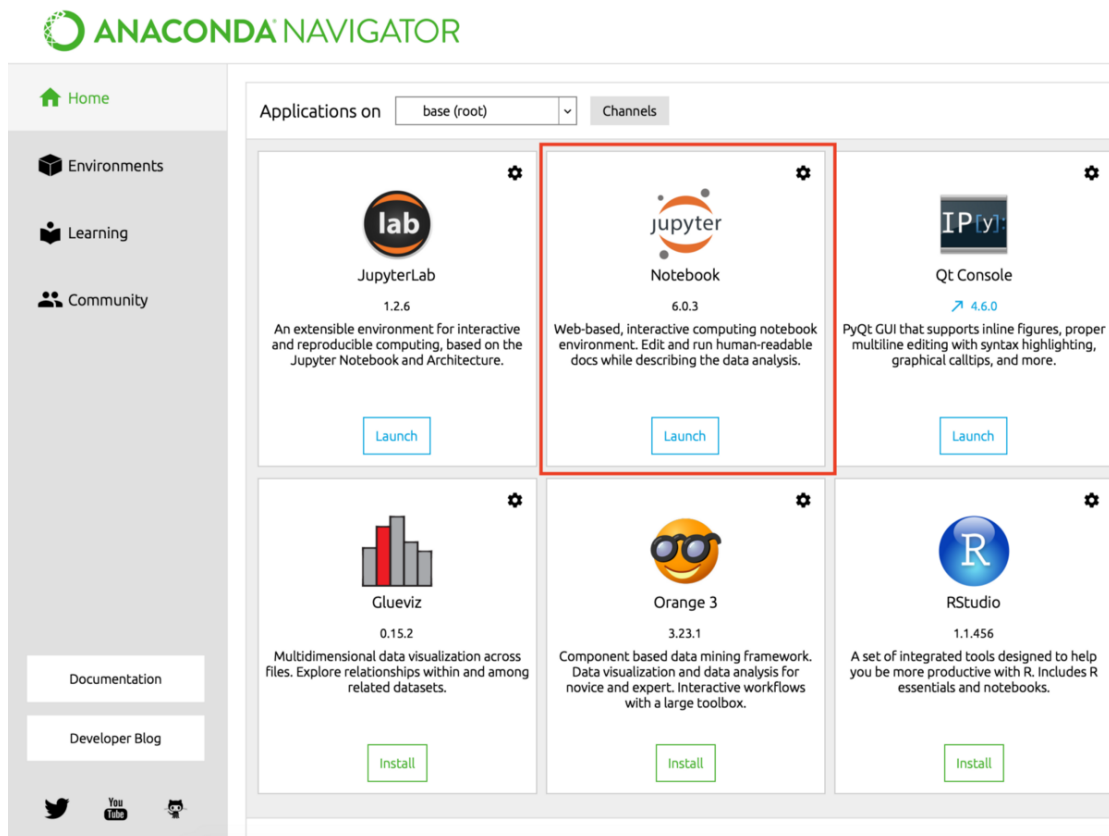 ANACONDA NAVIGATOR
Home
Environments
Learning
Community
Documentation
Developer Blog
You
Tube
Applications on
base (root)
Channels
lab
JupyterLab
1.2.6
An extensible environment for interactive
and reproducible computing, based on the
Jupyter Notebook and Architecture.
Launch
jupyter
Notebook
6.0.3
Web-based, interactive computing notebook
environment. Edit and run human-readable
docs while describing the data analysis.
Launch
IP[y]:
Qt Console
4.6.0
PyQt GUI that supports inline figures, proper
multiline editing with syntax highlighting,
graphical calltips, and more.
Launch
Glueviz
0.15.2
Multidimensional data visualization across
files. Explore relationships within and among
related datasets.
Install
Orange 3
3.23.1
Component based data mining framework.
Data visualization and data analysis for
novice and expert. Interactive workflows
with a large toolbox.
Install
R
RStudio
1.1.456
A set of integrated tools designed to help
you be more productive with R. Includes R
essentials and notebooks.
Install